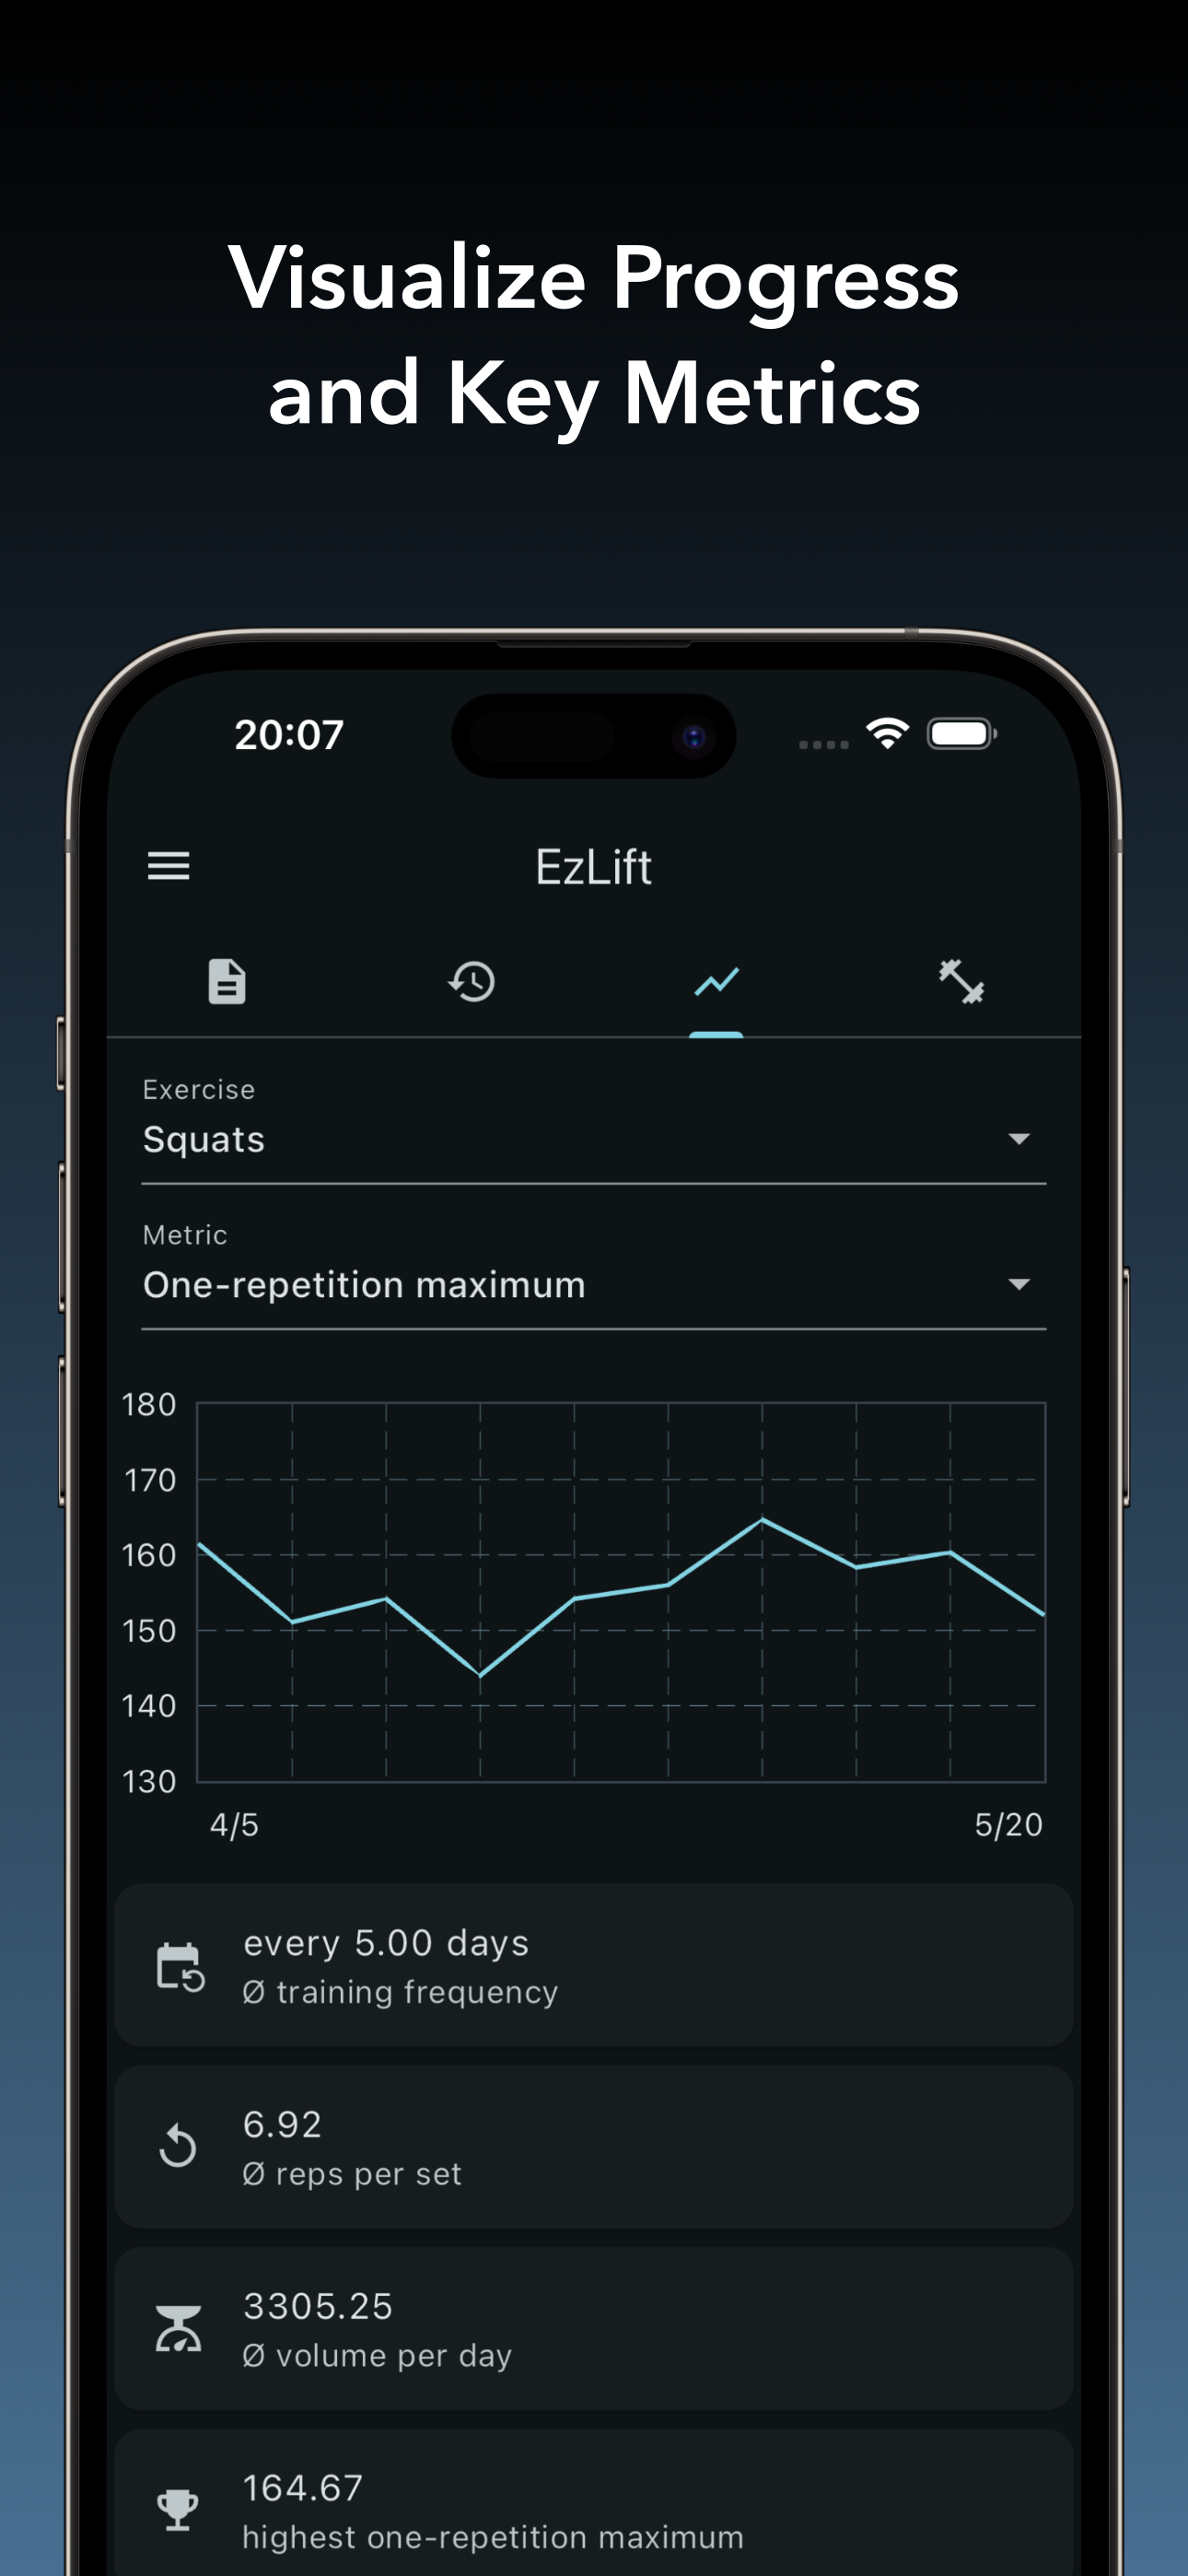 Visualize Progress
and Key Metrics
20:07
EzLift
Exercise
Squats
Metric
One-repetition maximum
180
170
160
150
140
130
4/5
5/20
every 5.00 days
Ø training frequency
6.92
Ø reps per set
3305.25
Ø volume per day
164.67
highest one-repetition maximum